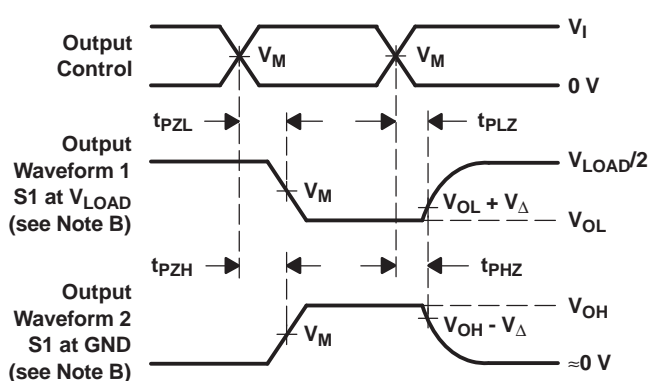 Output
Control
V_M
V_M
V_I
0 V
t_PZL
t_PLZ
Output
Waveform 1
S1 at V_LOAD
(see Note B)
V_M
V_LOAD/2
V_OL + V_Δ
V_OL
t_PZH
t_PHZ
Output
Waveform 2
S1 at GND
(see Note B)
V_M
V_OH
V_OH - V_Δ
≈0 V